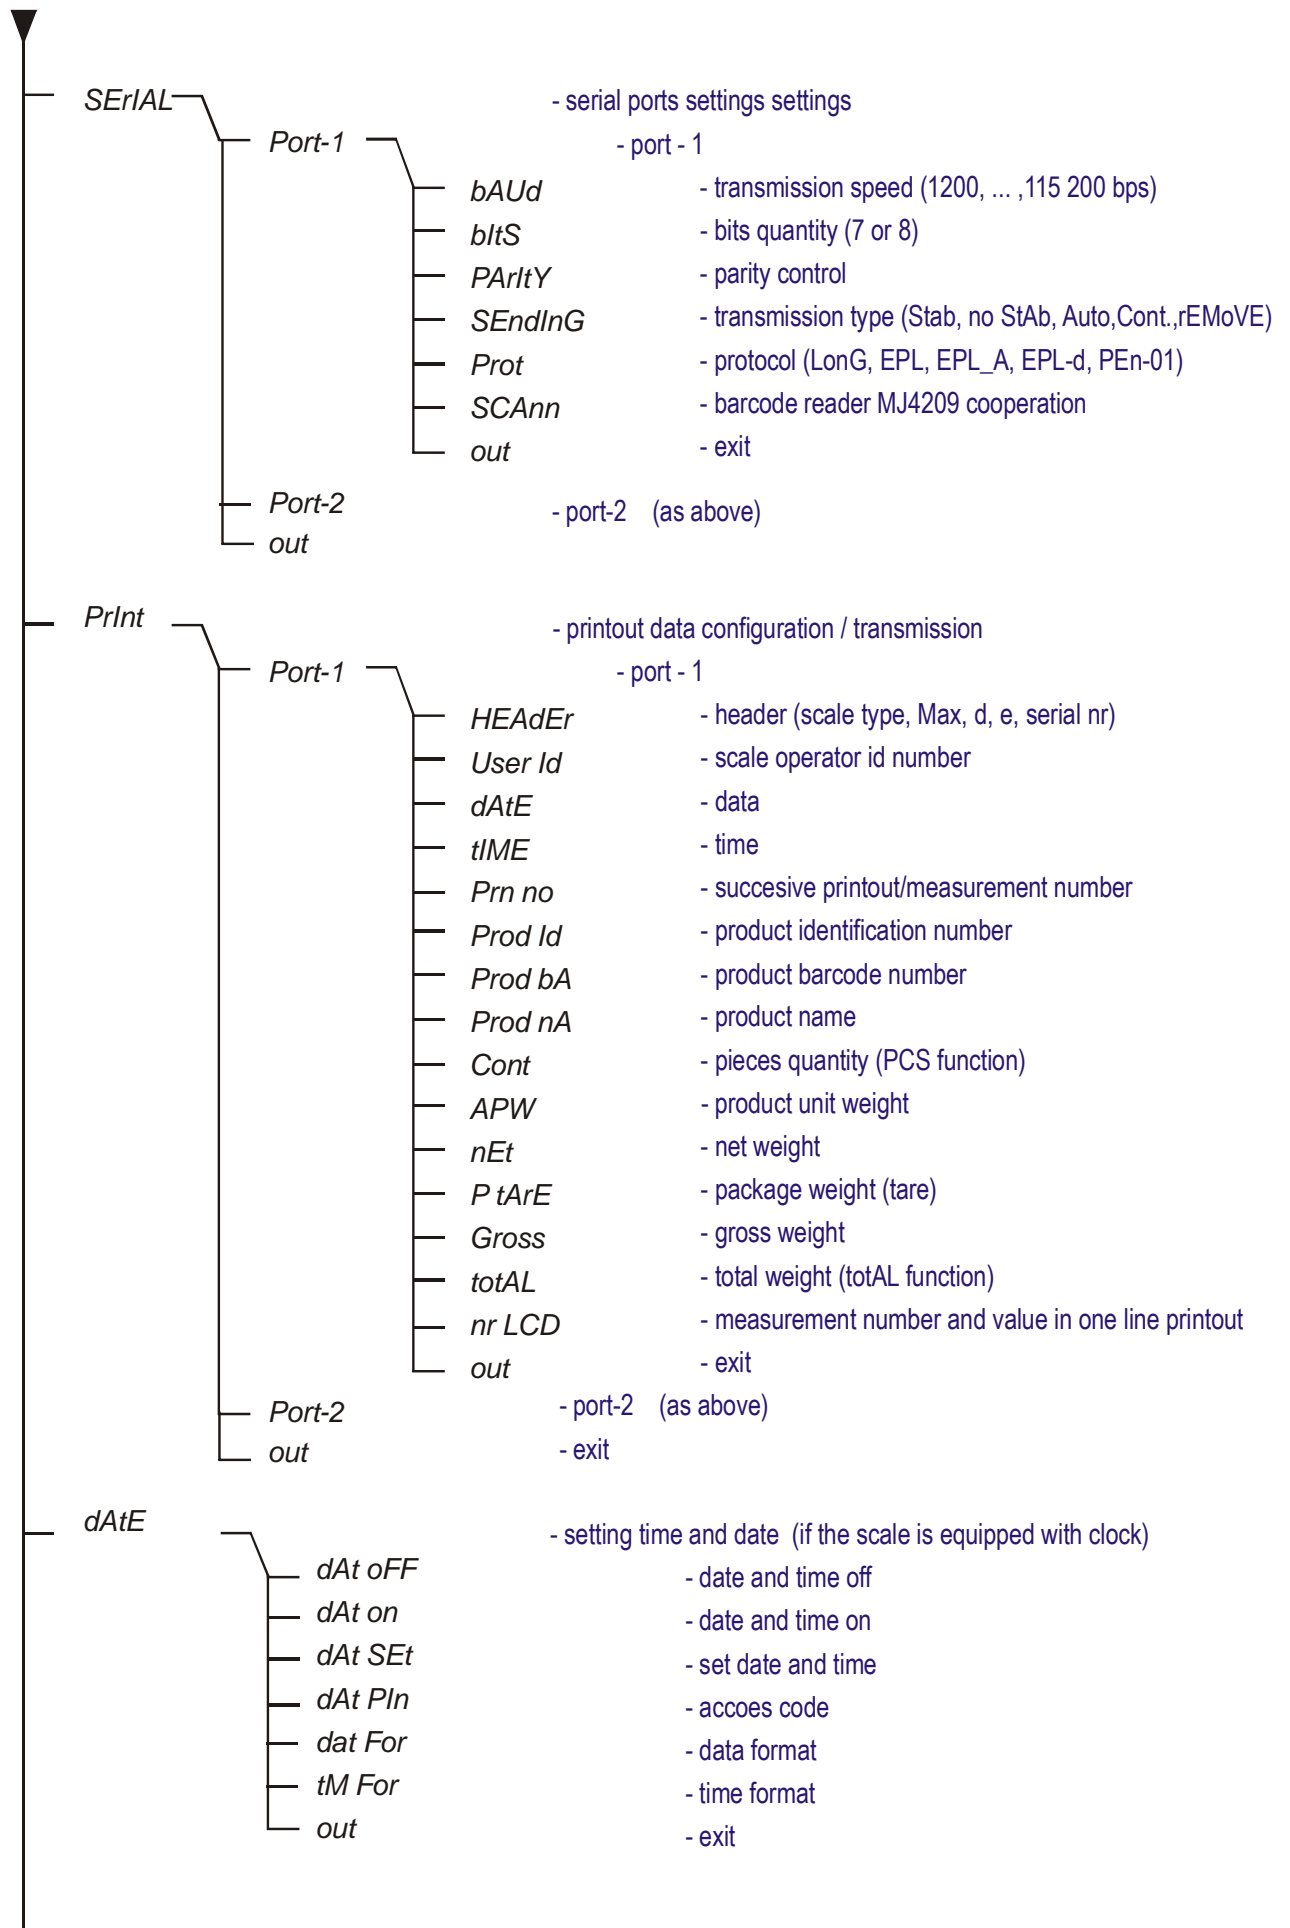 SErIAL - serial ports settings settings
Port-1 - port - 1
bAUd - transmission speed (1200, ... ,115 200 bps)
bItS - bits quantity (7 or 8)
PArItY - parity control
SEndInG - transmission type (Stab, no StAb, Auto,Cont.,rEMoVE)
Prot - protocol (LonG, EPL, EPL_A, EPL-d, PEn-01)
SCAnn - barcode reader MJ4209 cooperation
out - exit
Port-2 - port-2 (as above)
out
PrInt - printout data configuration / transmission
Port-1 - port - 1
HEAdEr - header (scale type, Max, d, e, serial nr)
User Id - scale operator id number
dAtE - data
tIME - time
Prn no - succesive printout/measurement number
Prod Id - product identification number
Prod bA - product barcode number
Prod nA - product name
Cont - pieces quantity (PCS function)
APW - product unit weight
nEt - net weight
P tArE - package weight (tare)
Gross - gross weight
totAL - total weight (totAL function)
nr LCD - measurement number and value in one line printout
out - exit
Port-2 - port-2 (as above)
out - exit
dAtE - setting time and date (if the scale is equipped with clock)
dAt oFF - date and time off
dAt on - date and time on
dAt SEt - set date and time
dAt PIn - accoes code
dat For - data format
tM For - time format
out - exit